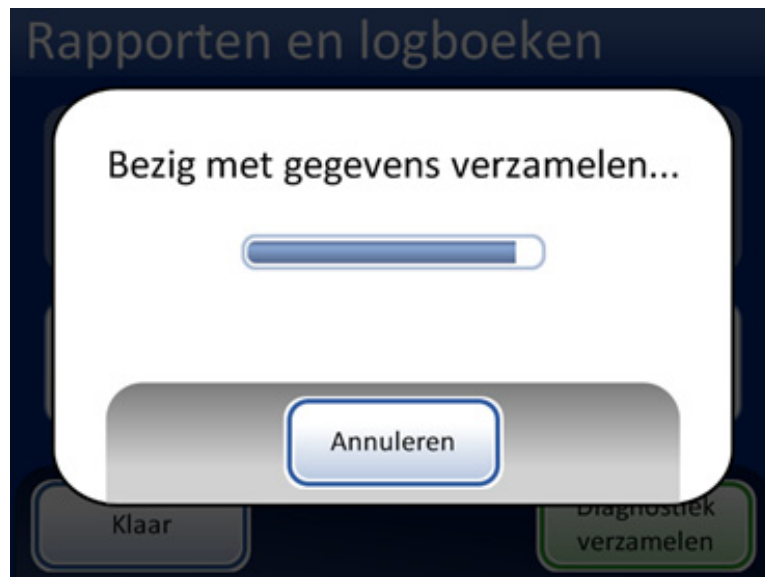 Rapporten en logboeken
Bezig met gegevens verzamelen...
Annuleren
Klaar
Diagnostiek
verzamelen